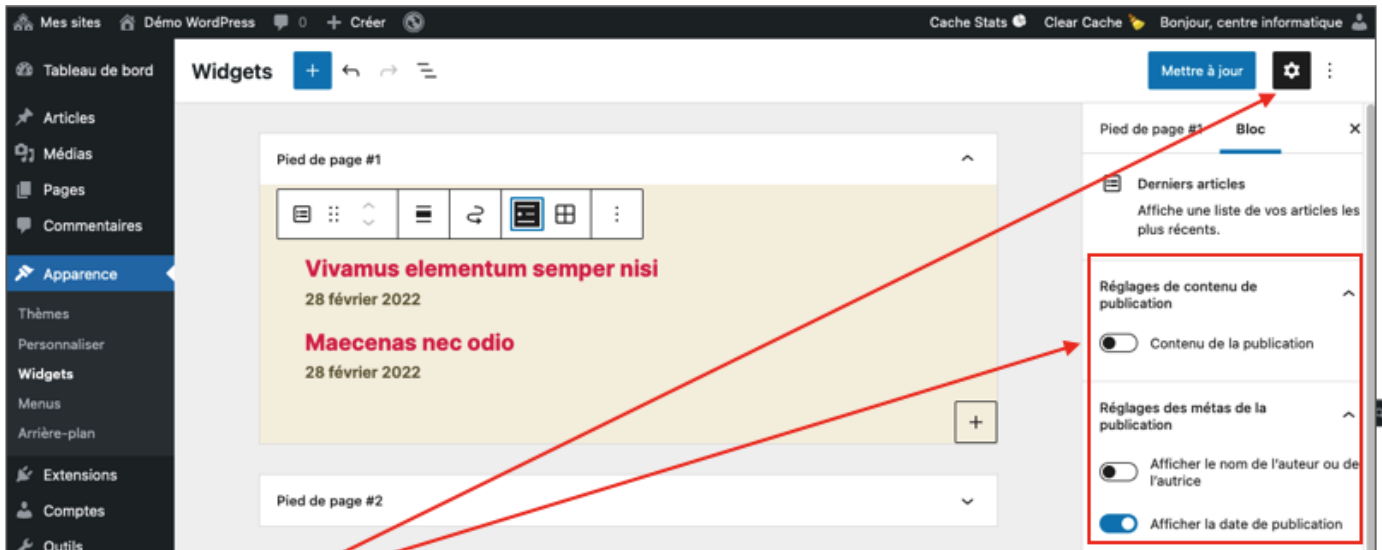 Mes sites Démo WordPress 0 + Créer Cache Stats Clear Cache Bonjour, centre informatique
Tableau de bord
Articles
Médias
Pages
Commentaires
Apparence
Thèmes
Personnaliser
Widgets
Menus
Arrière-plan
Extensions
Comptes
Outils
Widgets
Mettre à jour
Pied de page #1
Vivamus elementum semper nisi
28 février 2022
Maecenas nec odio
28 février 2022
Pied de page #2
Pied de page #1 Bloc
Derniers articles
Affiche une liste de vos articles les
plus récents.
Réglages de contenu de
publication
Contenu de la publication
Réglages des métas de la
publication
Afficher le nom de l'auteur ou de
l'autrice
Afficher la date de publication